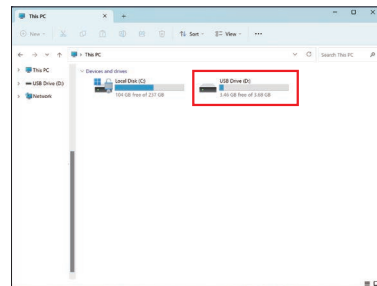 This PC
New
Sort
View
This PC
Search This PC
This PC
USB Drive (D:)
Network
Devices and drives
Local Disk (C:)
104 GB free of 237 GB
USB Drive (D:)
3.46 GB free of 3.69 GB